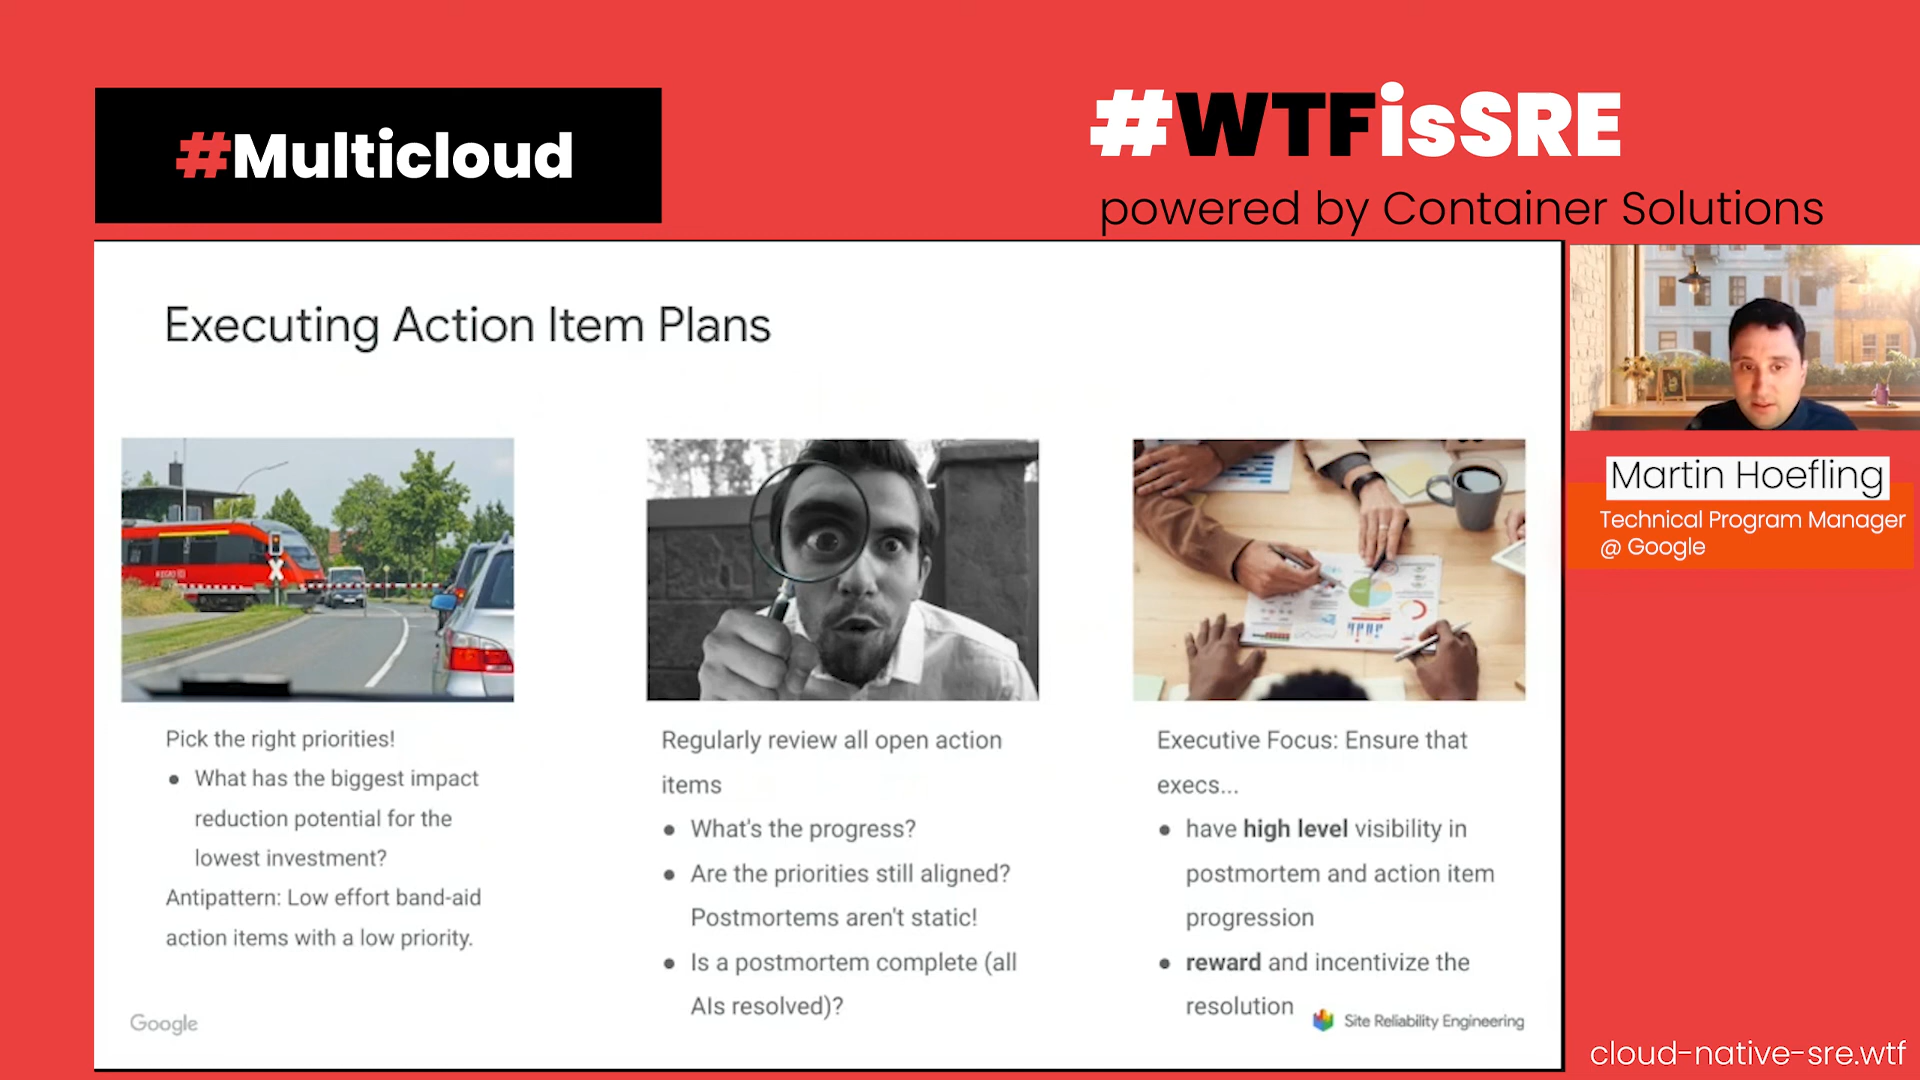 #Multicloud
#WTFisSRE
powered by Container Solutions
Executing Action Item Plans
Pick the right priorities!
● What has the biggest impact
reduction potential for the
lowest investment?
Antipattern: Low effort band-aid
action items with a low priority.
Regularly review all open action
items
● What's the progress?
● Are the priorities still aligned?
Postmortems aren't static!
● Is a postmortem complete (all
AIs resolved)?
Executive Focus: Ensure that
execs...
● have high level visibility in
postmortem and action item
progression
● reward and incentivize the
resolution
Google
Site Reliability Engineering
Martin Hoefling
Technical Program Manager
@ Google
cloud-native-sre.wtf